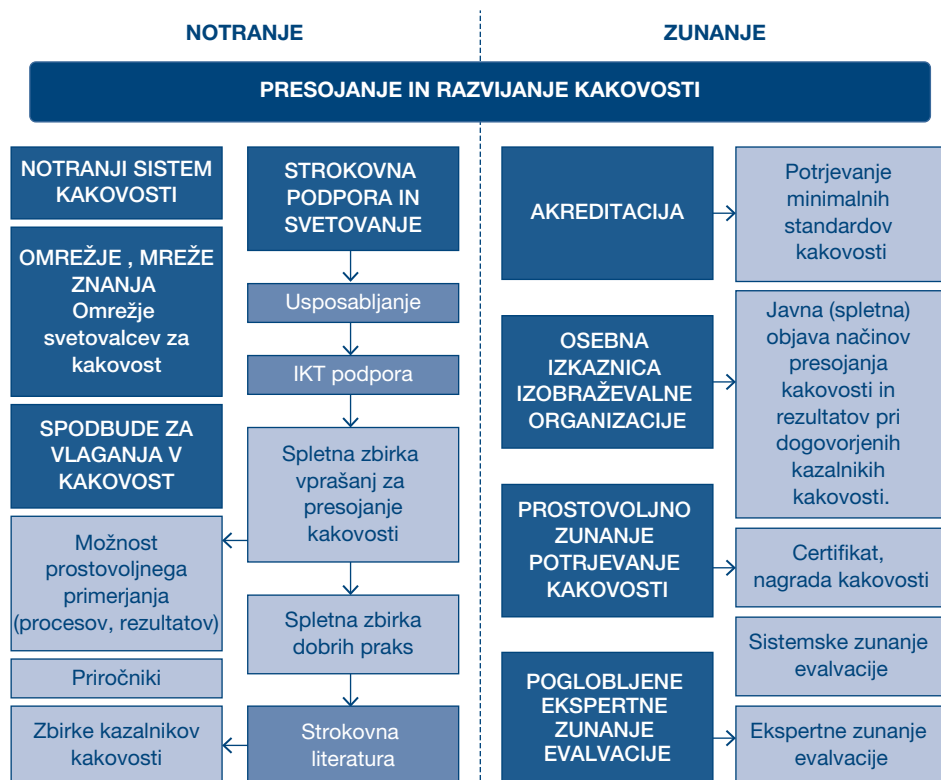 NOTRANJE
ZUNANJE
PRESOJANJE IN RAZVIJANJE KAKOVOSTI
NOTRANJI SISTEM
KAKOVOSTI
OMREŽJE , MREŽE
ZNANJA
Omrežje
svetovalcev za
kakovost
SPODBUDE ZA
VLAGANJA V
KAKOVOST
Možnost
prostovoljnega
primerjanja
(procesov, rezultatov)
Priročniki
Zbirke kazalnikov
kakovosti
STROKOVNA
PODPORA IN
SVETOVANJE
Usposabljanje
IKT podpora
Spletna zbirka
vprašanj za
presojanje
kakovosti
Spletna zbirka
dobrih praks
Strokovna
literatura
AKREDITACIJA
Potrjevanje
minimalnih
standardov
kakovosti
OSEBNA
IZKAZNICA
IZOBRAŽEVALNE
ORGANIZACIJE
Javna (spletna)
objava načinov
presojanja
kakovosti in
rezultatov pri
dogovorjenih
kazalnikih
kakovosti.
PROSTOVOLJNO
ZUNANJE
POTRJEVANJE
KAKOVOSTI
Certifikat,
nagrada kakovosti
Sistemske zunanje
evalvacije
POGLOBLJENE
EKSPERTNE
ZUNANJE
EVALVACIJE
Ekspertne zunanje
evalvacije